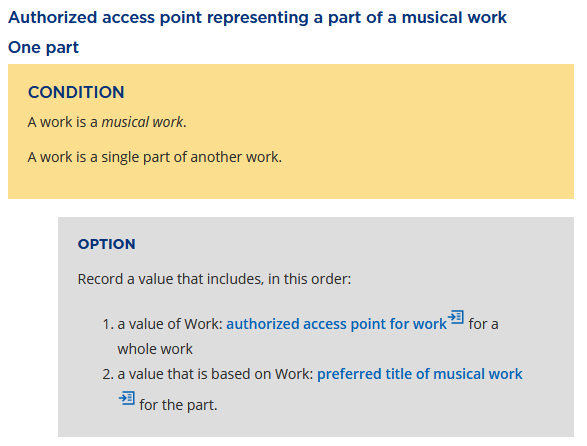 Authorized access point representing a part of a musical work
One part
CONDITION
A work is a musical work.
A work is a single part of another work.
OPTION
Record a value that includes, in this order:
1. a value of Work: authorized access point for work for a
whole work
2. a value that is based on Work: preferred title of musical work
for the part.